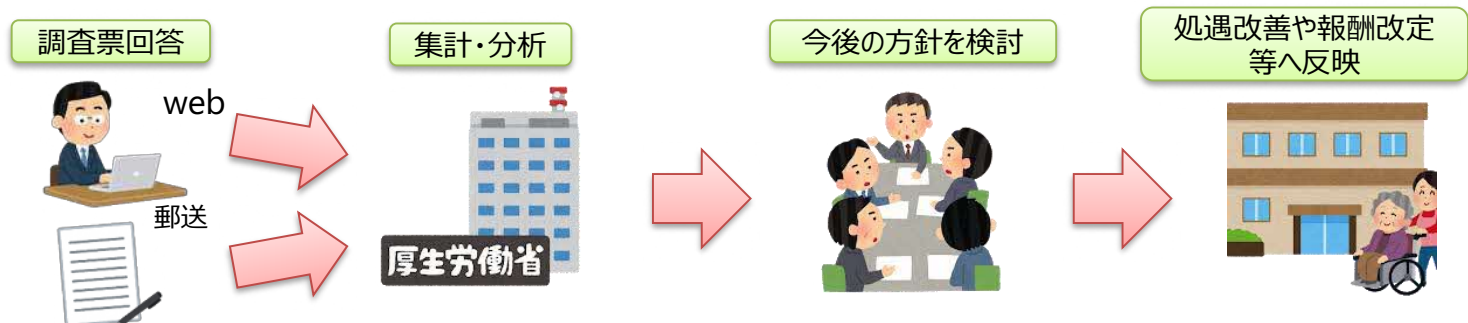 調査票回答
集計・分析
今後の方針を検討
処遇改善や報酬改定
等へ反映
web
郵送
厚生労働省